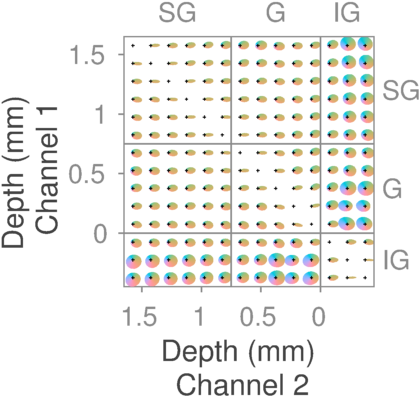 SG G IG
1.5
1
0.5
0
SG
G
IG
Depth (mm)
Channel 1
1.5 1 0.5 0
Depth (mm)
Channel 2